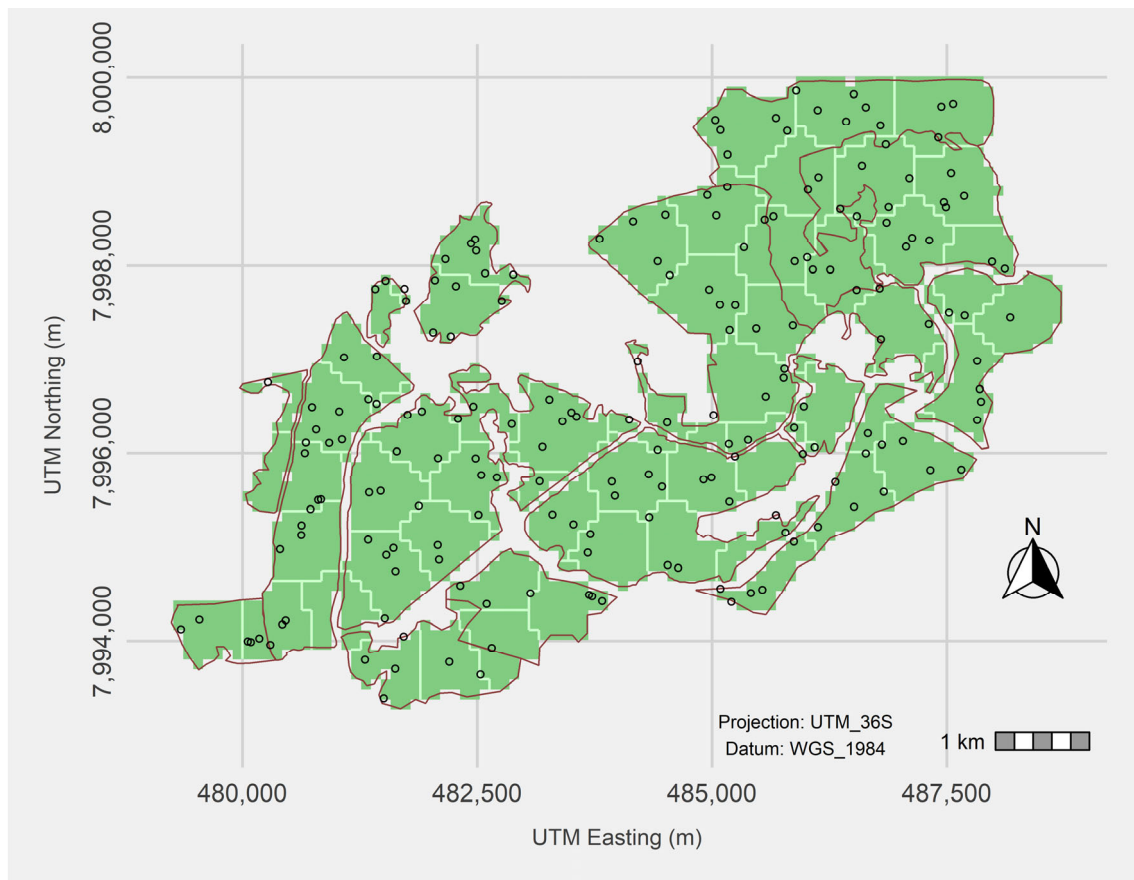 8,000,000
7,998,000
7,996,000
7,994,000
UTM Northing (m)
N
Projection: UTM_36S
Datum: WGS_1984
1 km
480,000
482,500
485,000
487,500
UTM Easting (m)